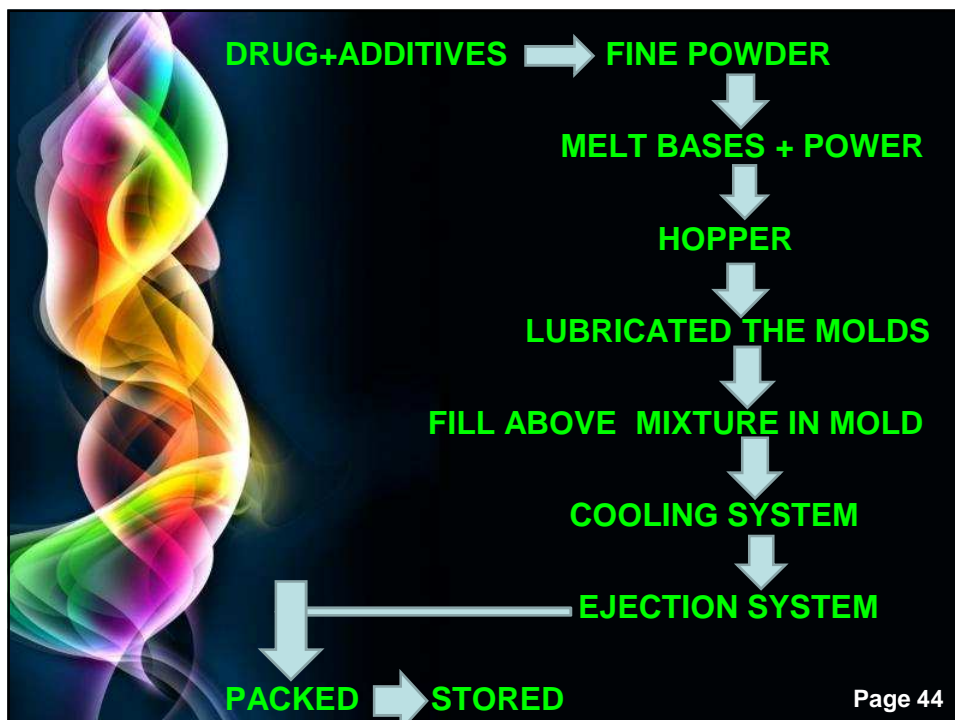 DRUG+ADDITIVES FINE POWDER
MELT BASES + POWER
HOPPER
LUBRICATED THE MOLDS
FILL ABOVE MIXTURE IN MOLD
COOLING SYSTEM
EJECTION SYSTEM
PACKED STORED
Page 44